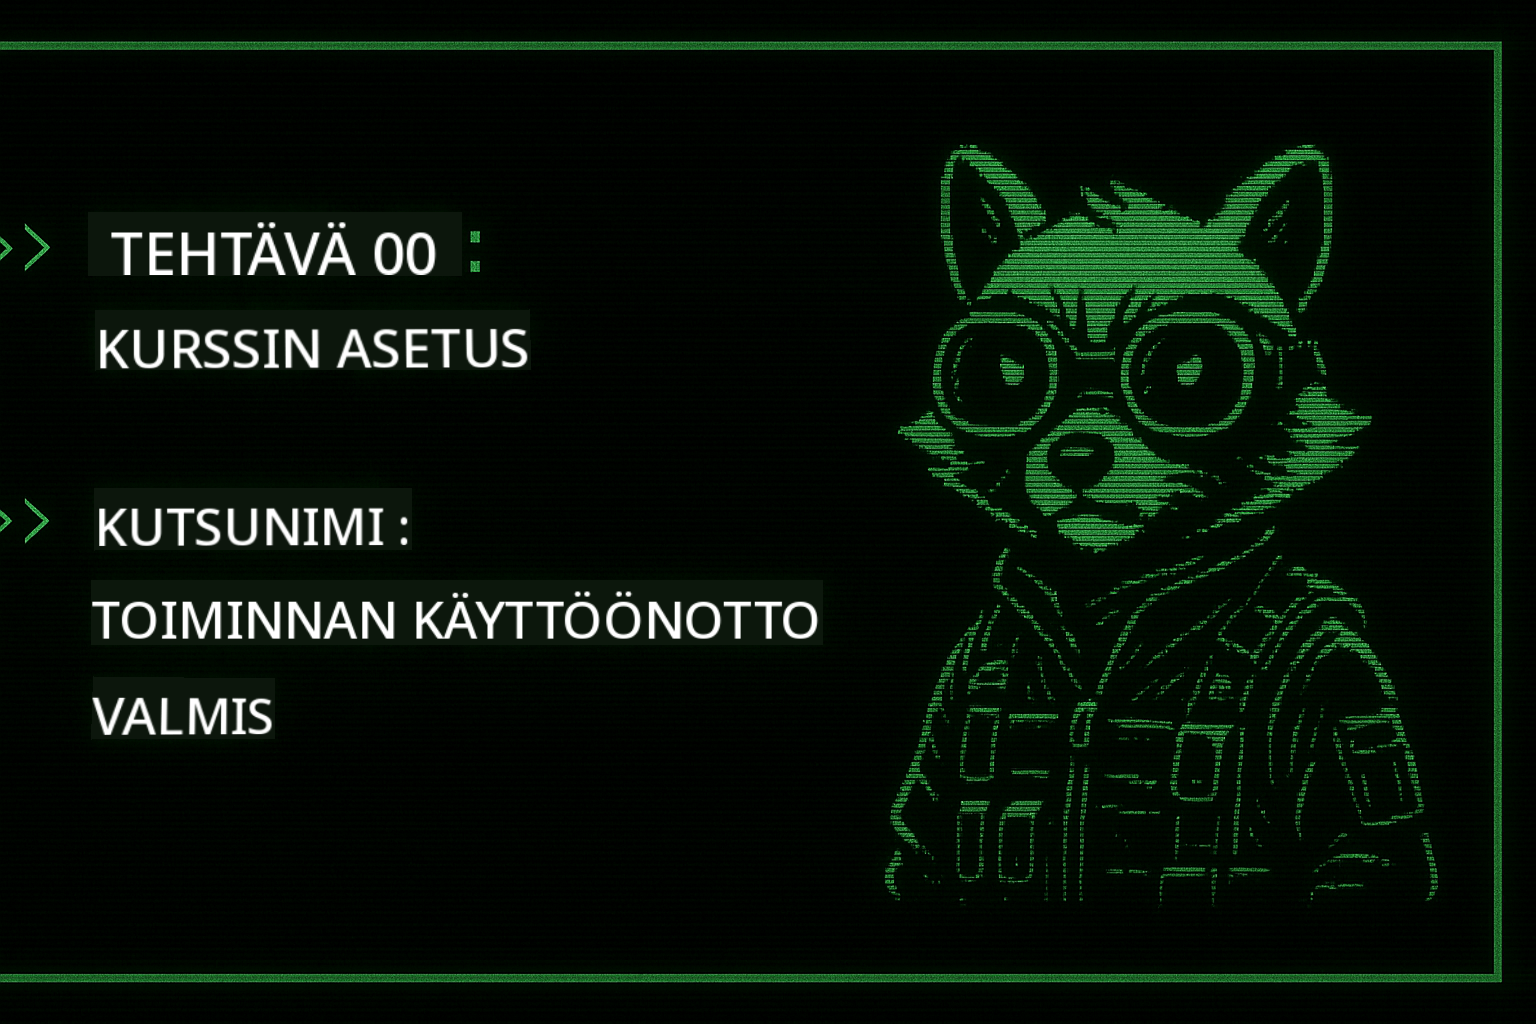 >> TEHTÄVÄ 00 :
KURSSIN ASETUS
>> KUTSUNIMI :
TOIMINNAN KÄYTTÖÖNOTTO
VALMIS